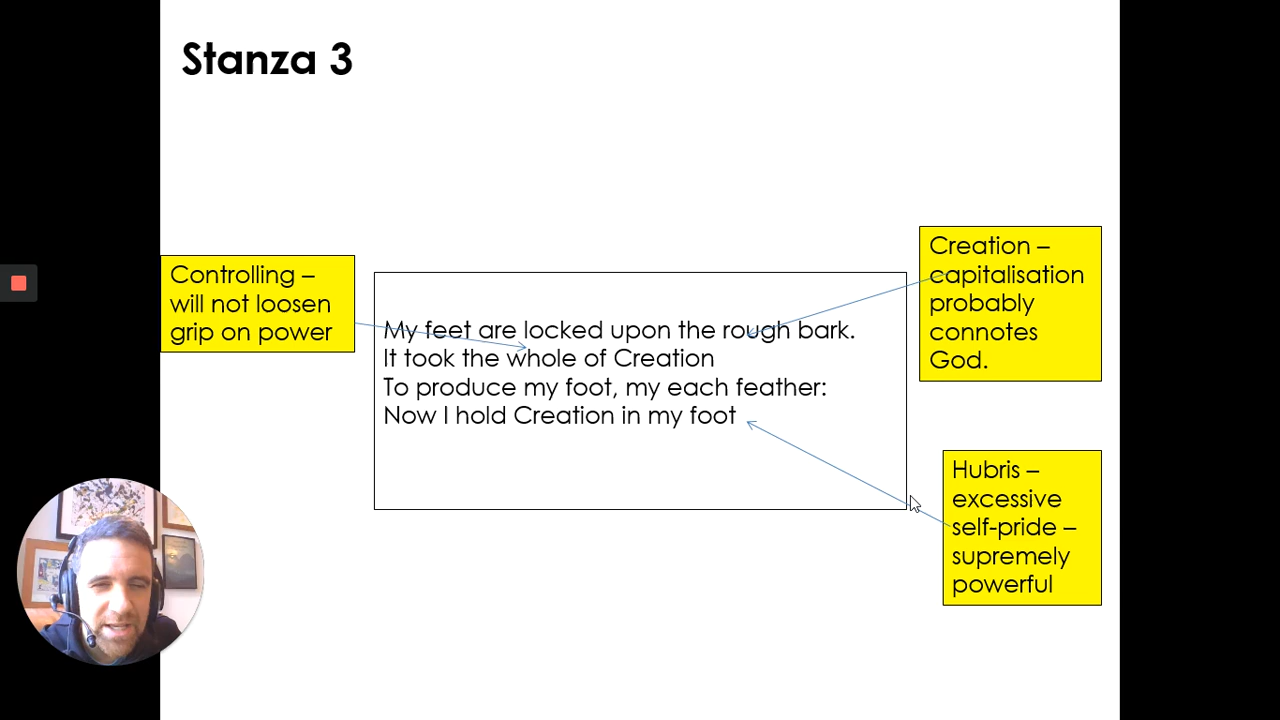 Stanza 3
Controlling –
will not loosen
grip on power
My feet are locked upon the rough bark.
It took the whole of Creation
To produce my foot, my each feather:
Now I hold Creation in my foot
Creation –
capitalisation
probably
connotes
God.
Hubris –
excessive
self-pride –
supremely
powerful